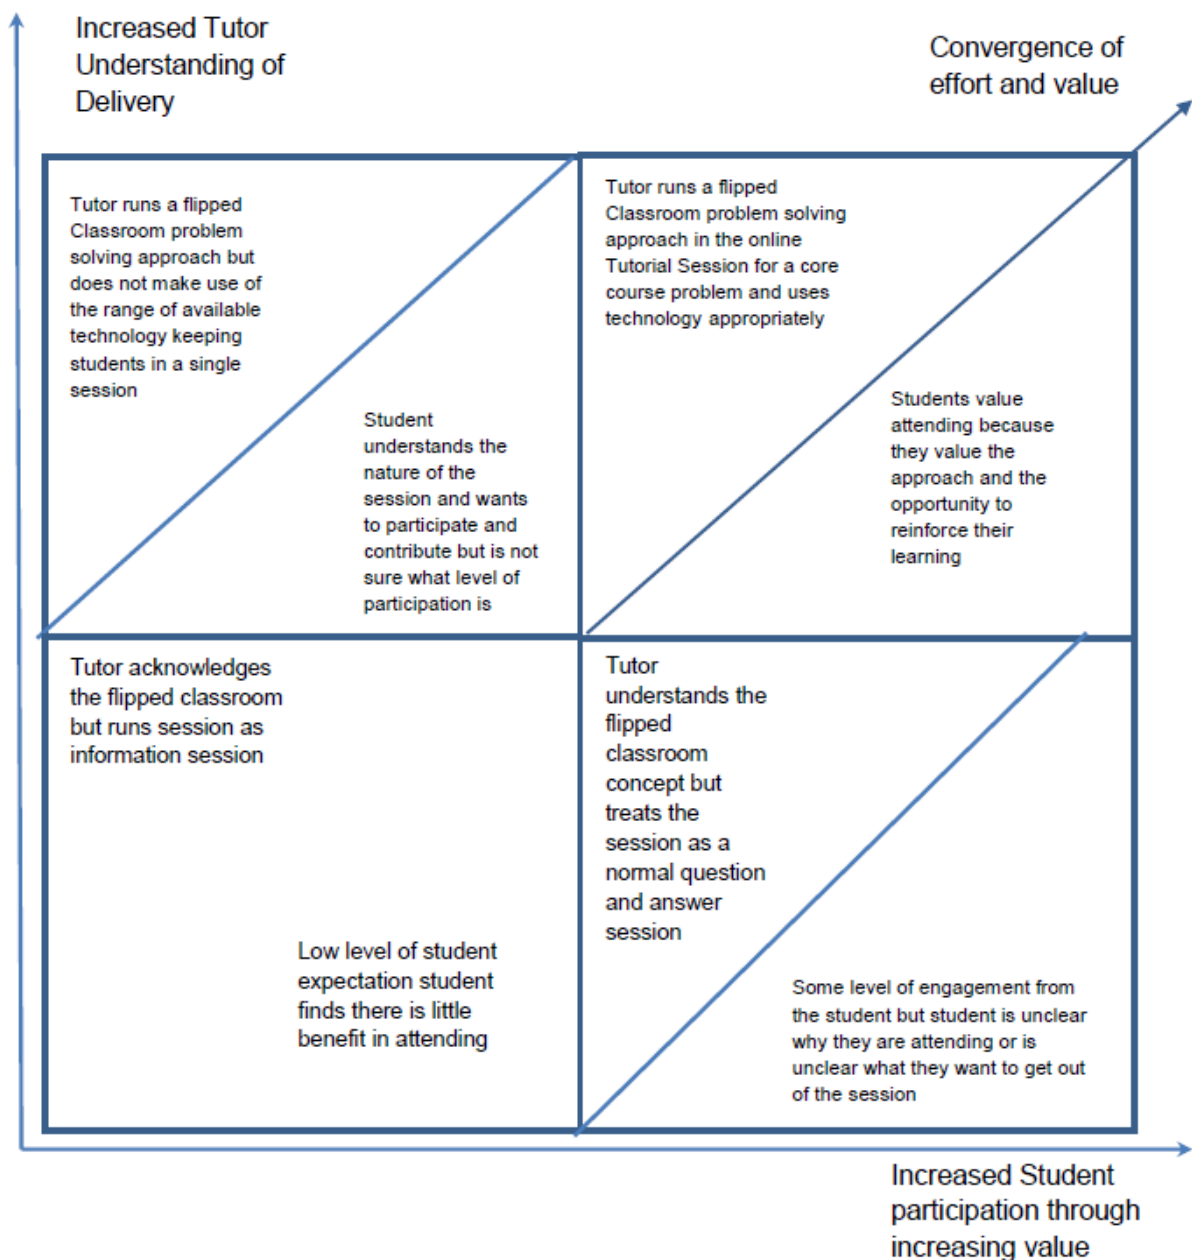 Increased Tutor
Understanding of
Delivery
Convergence of
effort and value
Tutor runs a flipped
Classroom problem
solving approach but
does not make use of
the range of available
technology keeping
students in a single
session
Student
understands the
nature of the
session and wants
to participate and
contribute but is not
sure what level of
participation is
Tutor runs a flipped
Classroom problem solving
approach in the online
Tutorial Session for a core
course problem and uses
technology appropriately
Students value
attending because
they value the
approach and the
opportunity to
reinforce their
learning
Tutor acknowledges
the flipped classroom
but runs session as
information session
Low level of student
expectation student
finds there is little
benefit in attending
Tutor
understands the
flipped
classroom
concept but
treats the
session as a
normal question
and answer
session
Some level of engagement from
the student but student is unclear
why they are attending or is
unclear what they want to get out
of the session
Increased Student
participation through
increasing value